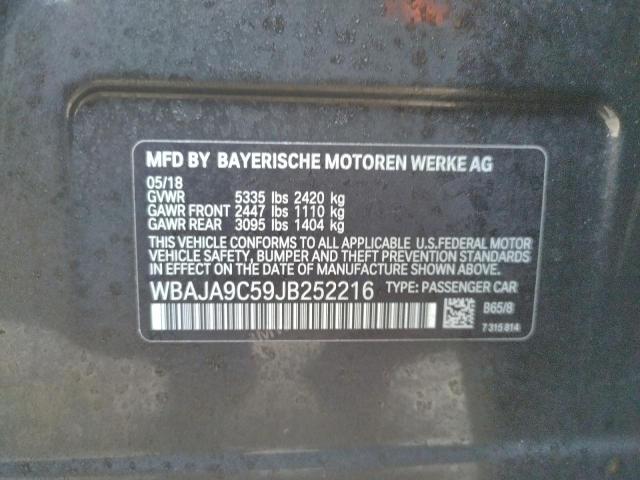 MFD BY BAYERISCHE MOTOREN WERKE AG
05/18
GVWR 5335 lbs 2420 kg
GAWR FRONT 2447 lbs 1110 kg
GAWR REAR 3095 lbs 1404 kg
THIS VEHICLE CONFORMS TO ALL APPLICABLE U.S.FEDERAL MOTOR
VEHICLE SAFETY, BUMPER AND THEFT PREVENTION STANDARDS
IN EFFECT ON THE DATE OF MANUFACTURE SHOWN ABOVE.
WBAJA9C59JB252216 TYPE: PASSENGER CAR
B65/8
7 315 814